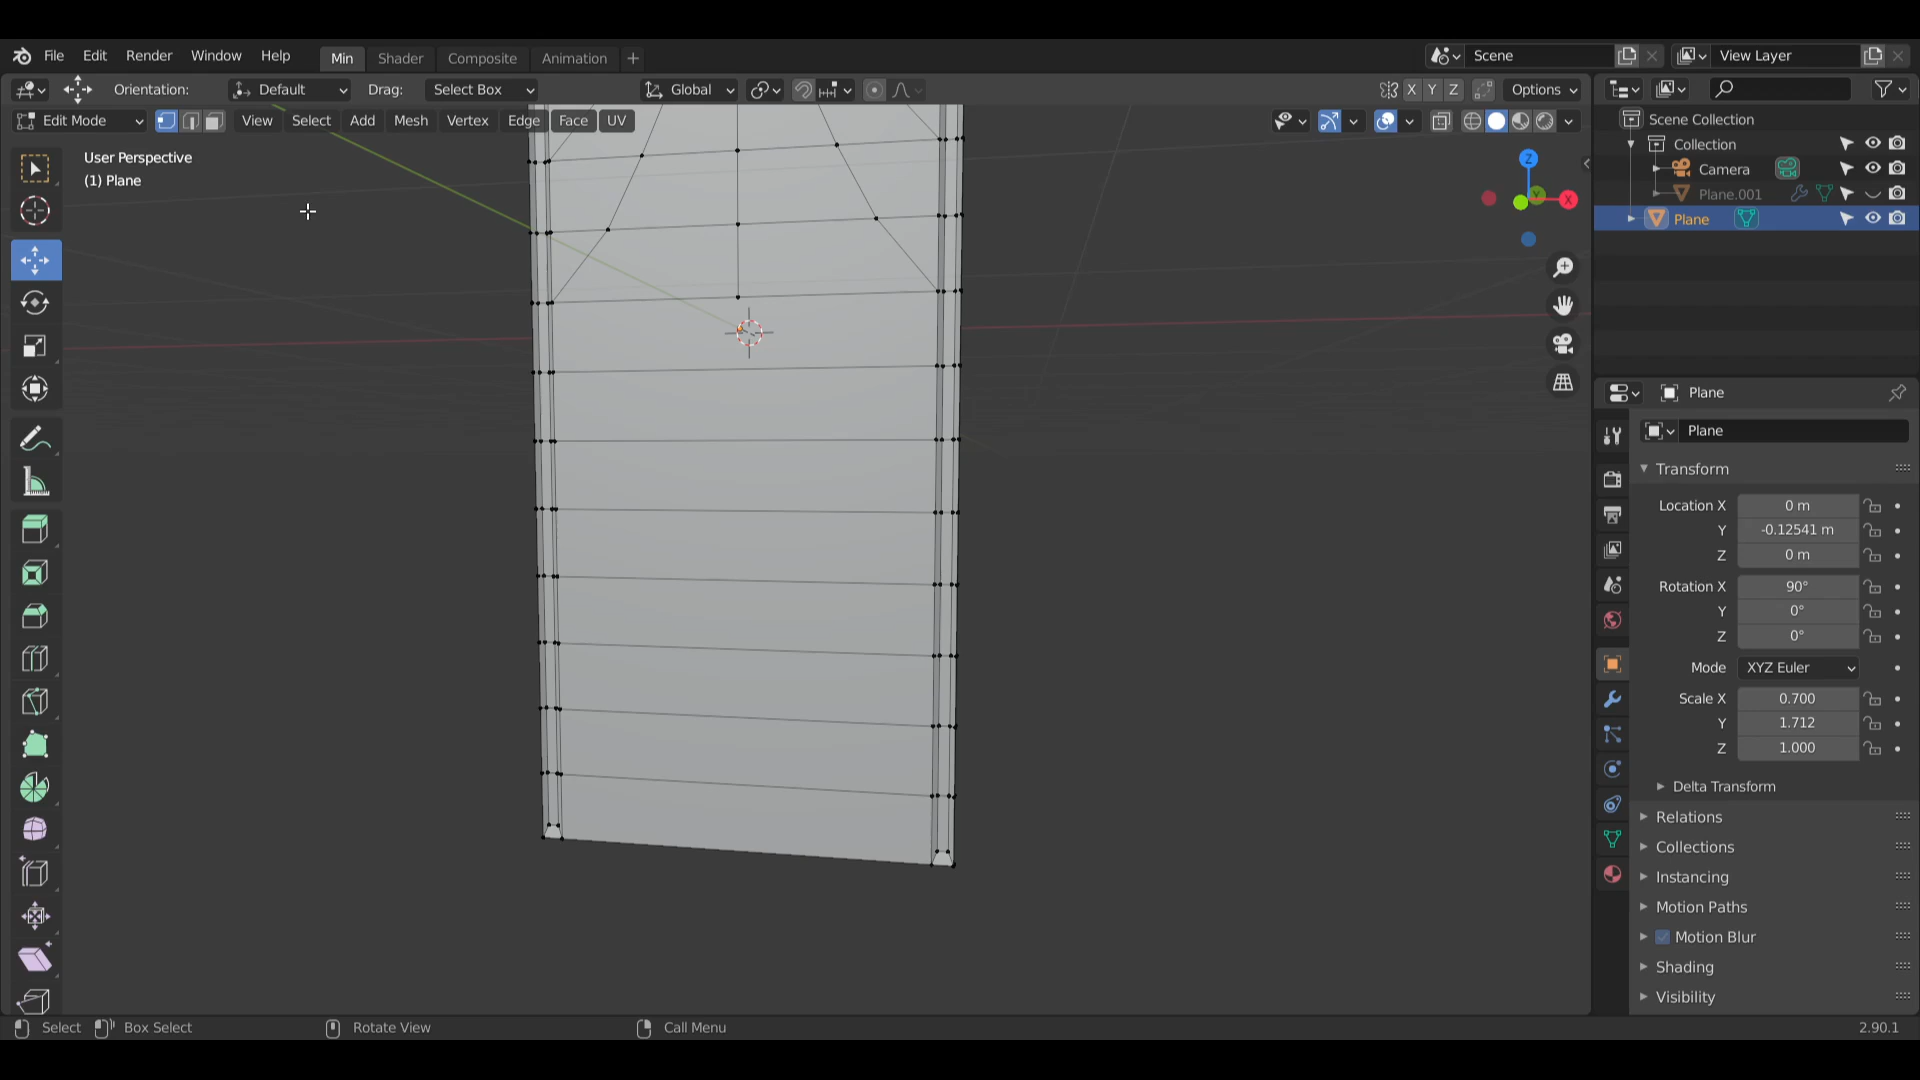 File Edit Render Window Help Min Shader Compositing Animation + Scene View Layer
Orientation: Default Drag: Select Box Global X Y Z Options
Edit Mode View Select Add Mesh Vertex Edge Face UV
User Perspective
(1) Plane
Z
Y
X
Scene Collection
Collection
Camera
Plane.001
Plane
Plane
Plane
Transform
Location X 0 m
Y -0.12541 m
Z 0 m
Rotation X 90°
Y 0°
Z 0°
Mode XYZ Euler
Scale X 0.700
Y 1.712
Z 1.000
Delta Transform
Relations
Collections
Instancing
Motion Paths
Motion Blur
Shading
Visibility
Select Box Select Rotate View Call Menu 2.90.1